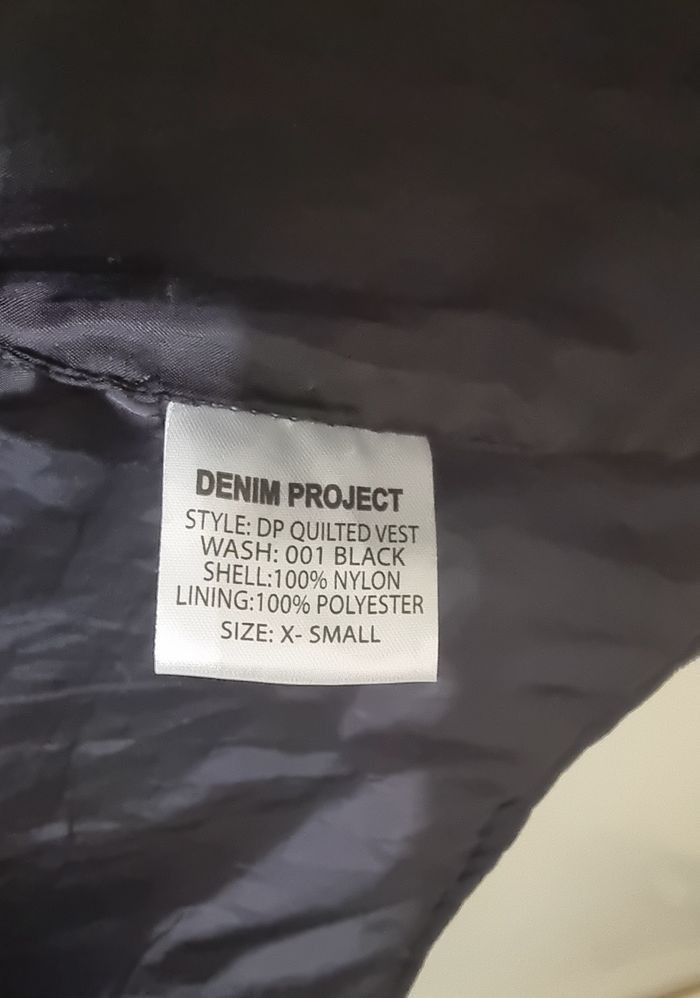 DENIM PROJECT
STYLE: DP QUILTED VEST
WASH: 001 BLACK
SHELL:100% NYLON
LINING:100% POLYESTER
SIZE: X- SMALL